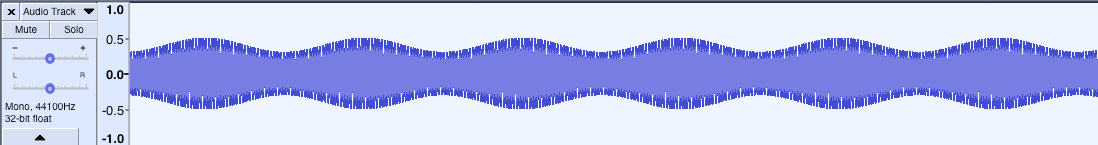 × Audio Track ▼
Mute Solo
- +
L R
Mono, 44100Hz
32-bit float
1.0
0.5
0.0
-0.5
-1.0